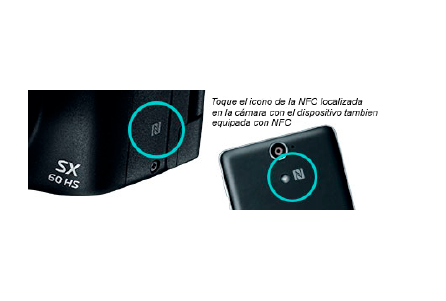 Toque el icono de la NFC localizada
en la cámara con el dispositivo tambien
equipada con NFC
SX
60 HS